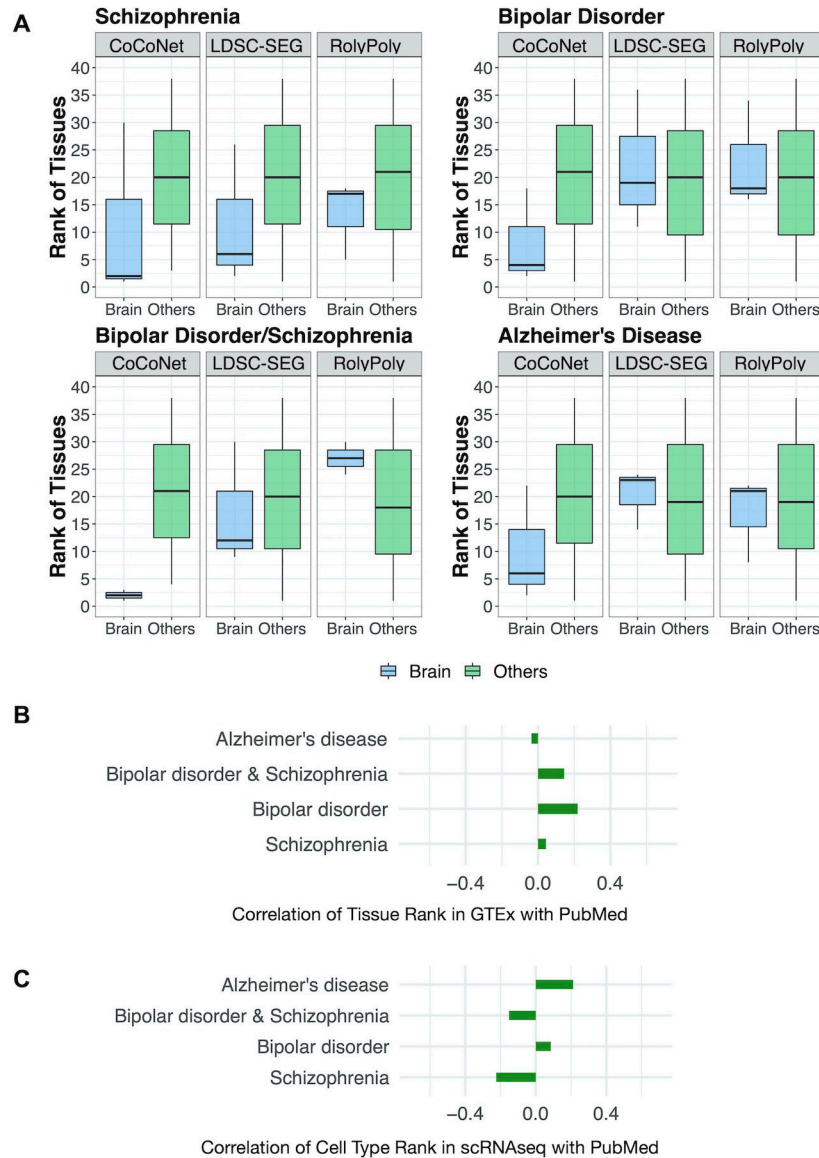 A
Schizophrenia
CoCoNet LDSC-SEG RolyPoly
Rank of Tissues
40
35
30
25
20
15
10
5
0
Brain Others Brain Others Brain Others
Bipolar Disorder
CoCoNet LDSC-SEG RolyPoly
Rank of Tissues
40
35
30
25
20
15
10
5
0
Brain Others Brain Others Brain Others
Bipolar Disorder/Schizophrenia
CoCoNet LDSC-SEG RolyPoly
Rank of Tissues
40
35
30
25
20
15
10
5
0
Brain Others Brain Others Brain Others
Alzheimer's Disease
CoCoNet LDSC-SEG RolyPoly
Rank of Tissues
40
35
30
25
20
15
10
5
0
Brain Others Brain Others Brain Others
Brain Others
B
Alzheimer's disease
Bipolar disorder & Schizophrenia
Bipolar disorder
Schizophrenia
−0.4 0.0 0.4
Correlation of Tissue Rank in GTEx with PubMed
C
Alzheimer's disease
Bipolar disorder & Schizophrenia
Bipolar disorder
Schizophrenia
−0.4 0.0 0.4
Correlation of Cell Type Rank in scRNAseq with PubMed